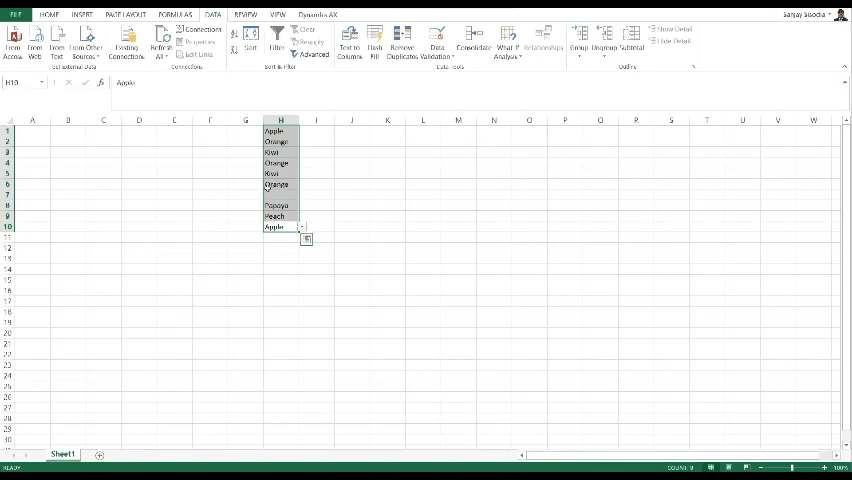 FILE HOME INSERT PAGE LAYOUT FORMULAS DATA REVIEW VIEW Dynamics AX Sanjay Sisodia
From Access From Web From Text From Other Sources Existing Connections Refresh All Connections Properties Edit Links Sort Filter Clear Reapply Advanced Text to Columns Flash Fill Remove Duplicates Data Validation Consolidate What-If Analysis Relationships Group Ungroup Subtotal Show Detail Hide Detail
Get External Data Connections Sort & Filter Data Tools Outline
H10 fx Apple
A B C D E F G H I J K L M N O P Q R S T U V W
1 Apple
2 Orange
3 Kiwi
4 Orange
5 Kiwi
6 Orange
7
8 Papaya
9 Peach
10 Apple
11
12
13
14
15
16
17
18
19
20
21
22
23
24
25
26
27
28
29
30
Sheet1
READY COUNT: 9 100%